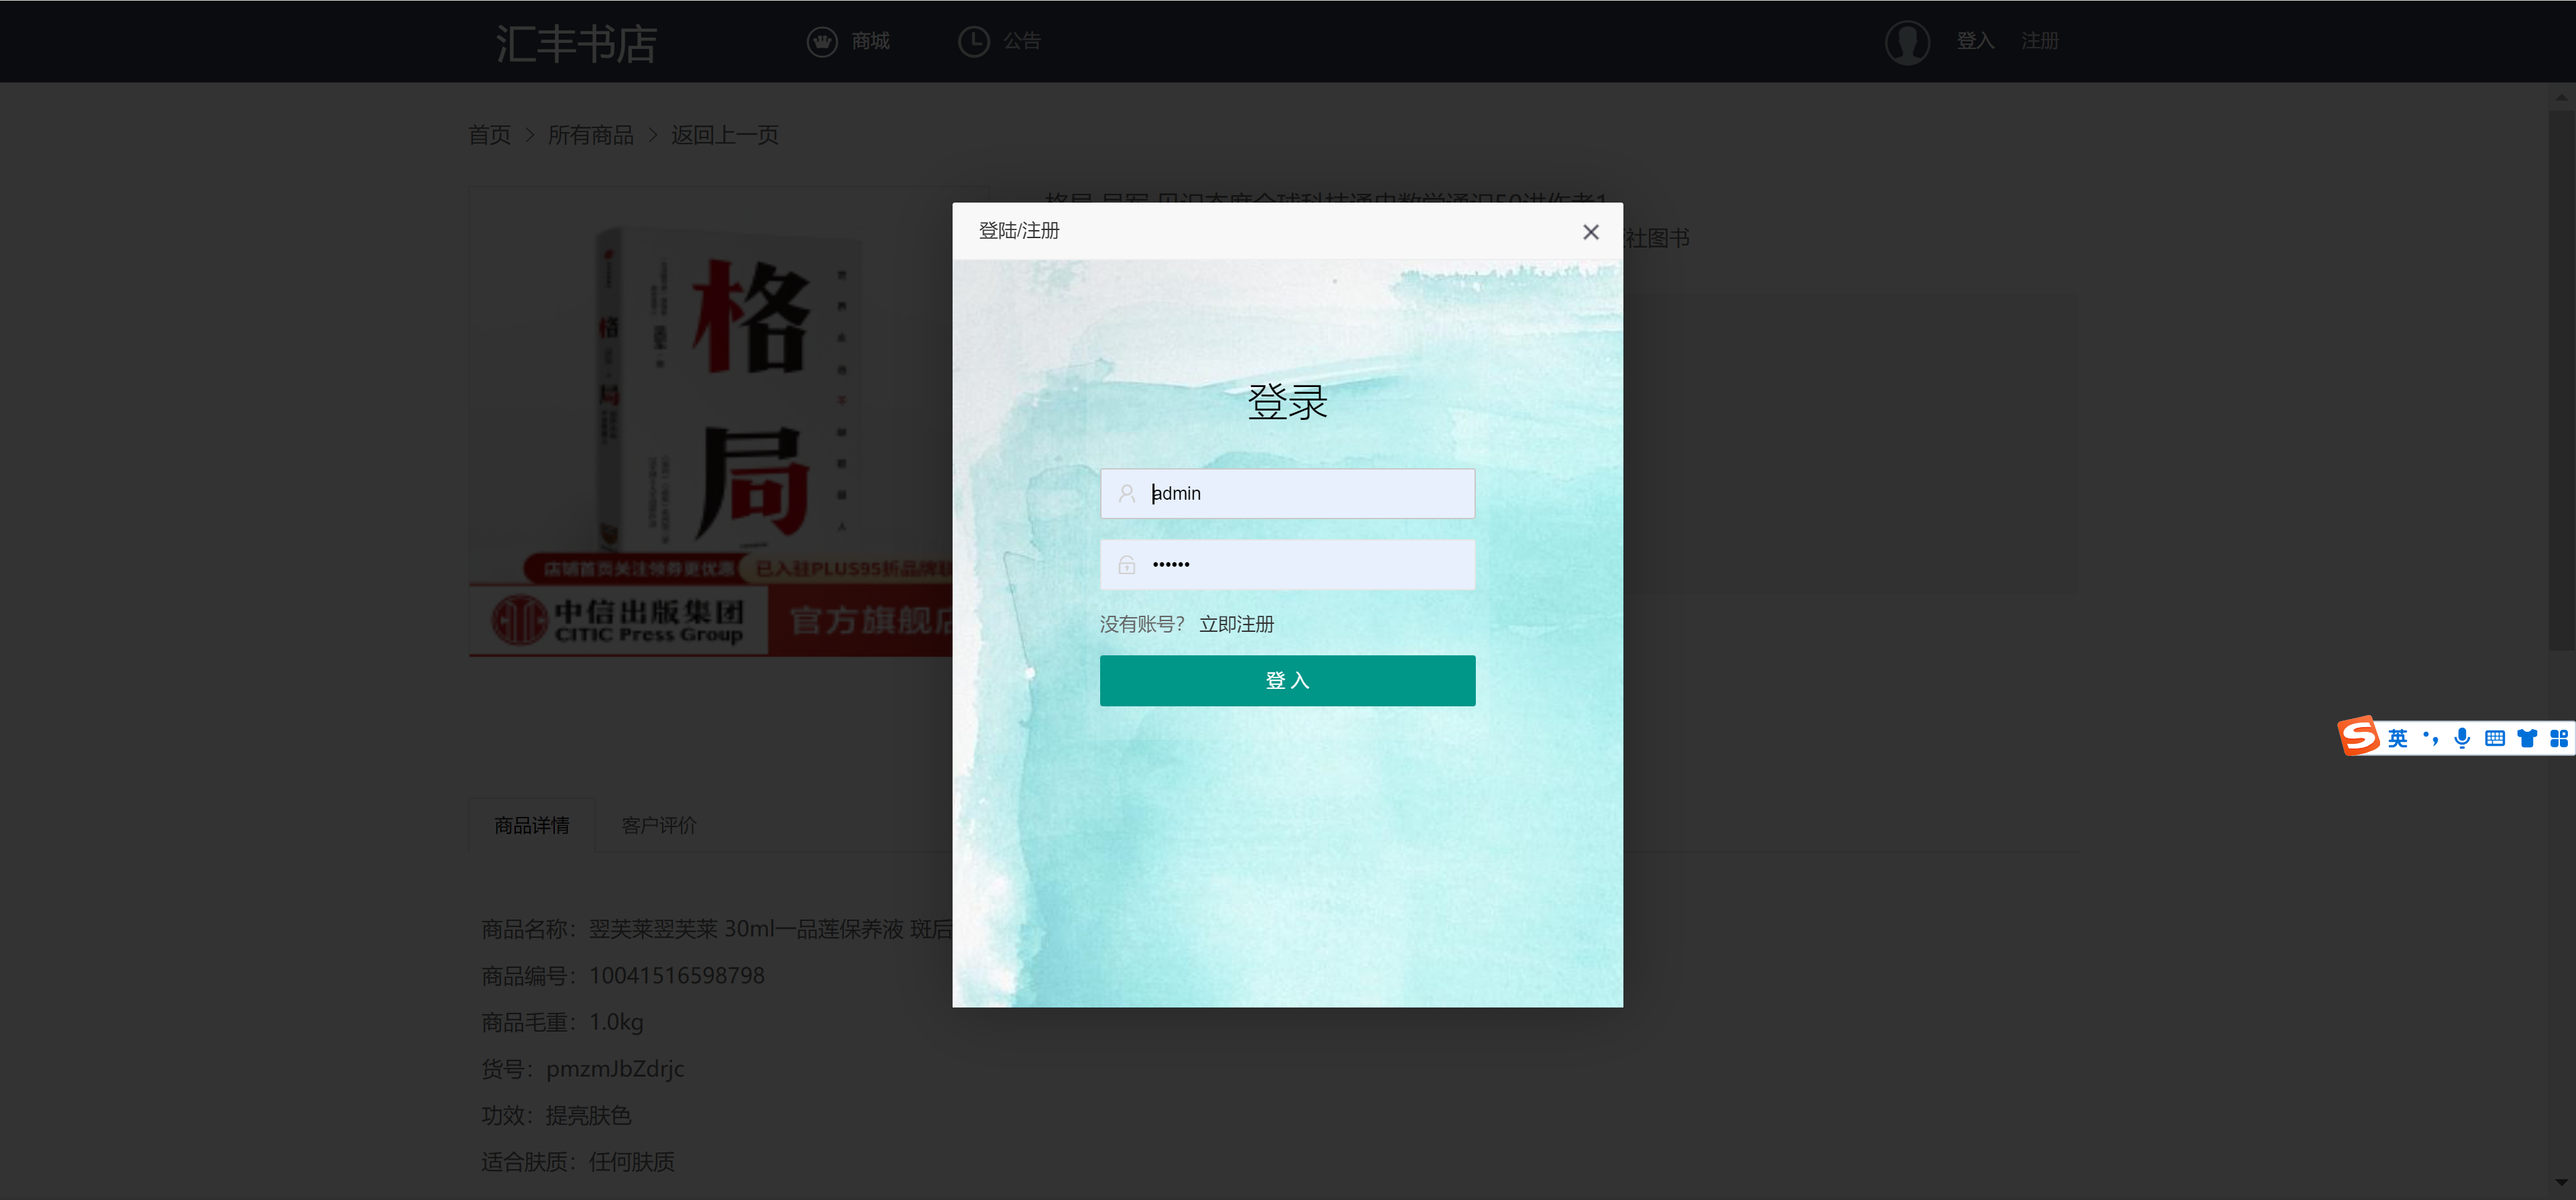 汇丰书店
商城
公告
登入
注册
首页 > 所有商品 > 返回上一页
社图书
登陆/注册
格
局
格
局
店铺首页关注领券更优惠
已入驻PLUS95折品牌联
中信出版集团
CITIC Press Group
官方旗舰店
登录
admin
••••••
没有账号? 立即注册
登入
英
商品详情
客户评价
商品名称：翌芙莱翌芙莱 30ml一品莲保养液 斑后
商品编号：10041516598798
商品毛重：1.0kg
货号：pmzmJbZdrjc
功效：提亮肤色
适合肤质：任何肤质